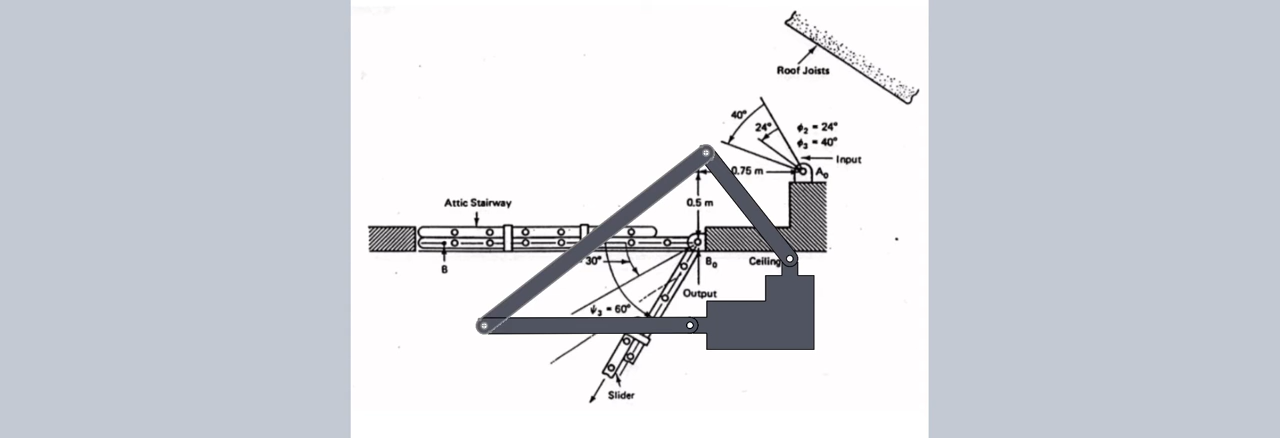 Roof Joists
40°
24°
ϕ₂ = 24°
ϕ₃ = 40°
Input
0.75 m
A₀
Attic Stairway
0.5 m
B
30°
B₀
Ceiling
Output
ψ₃ = 60°
Slider